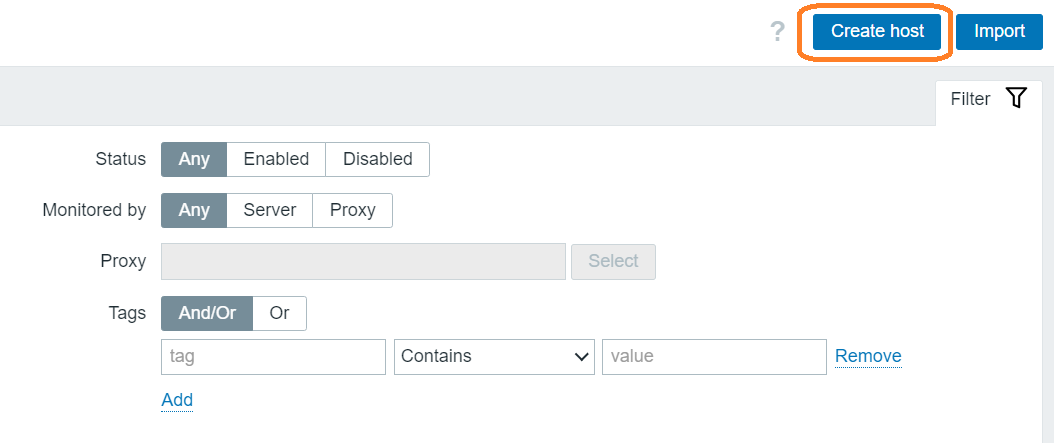 ? Create host Import
Filter
Status Any Enabled Disabled
Monitored by Any Server Proxy
Proxy Select
Tags And/Or Or
tag Contains value Remove
Add